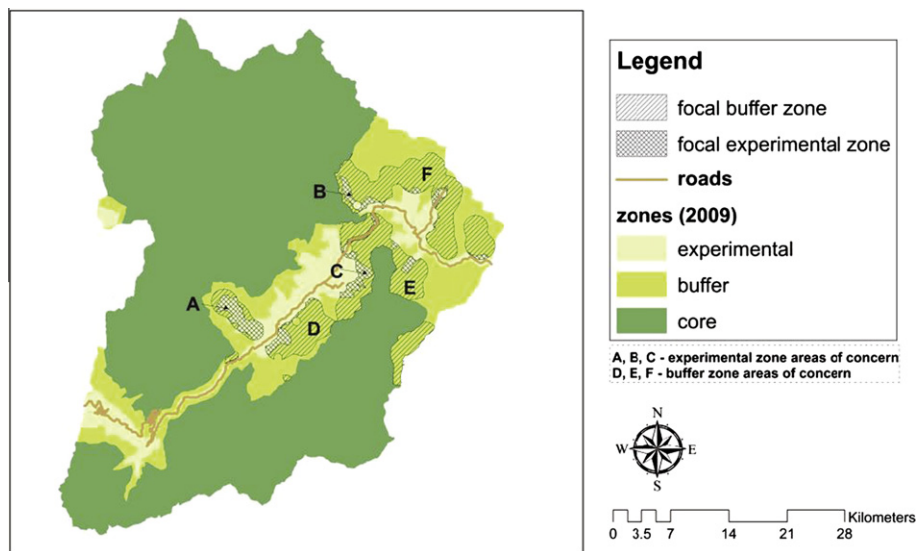 F
B
C
E
A
D
Legend
focal buffer zone
focal experimental zone
roads
zones (2009)
experimental
buffer
core
A, B, C - experimental zone areas of concern
D, E, F - buffer zone areas of concern
N
W E
S
Kilometers
0 3.5 7 14 21 28